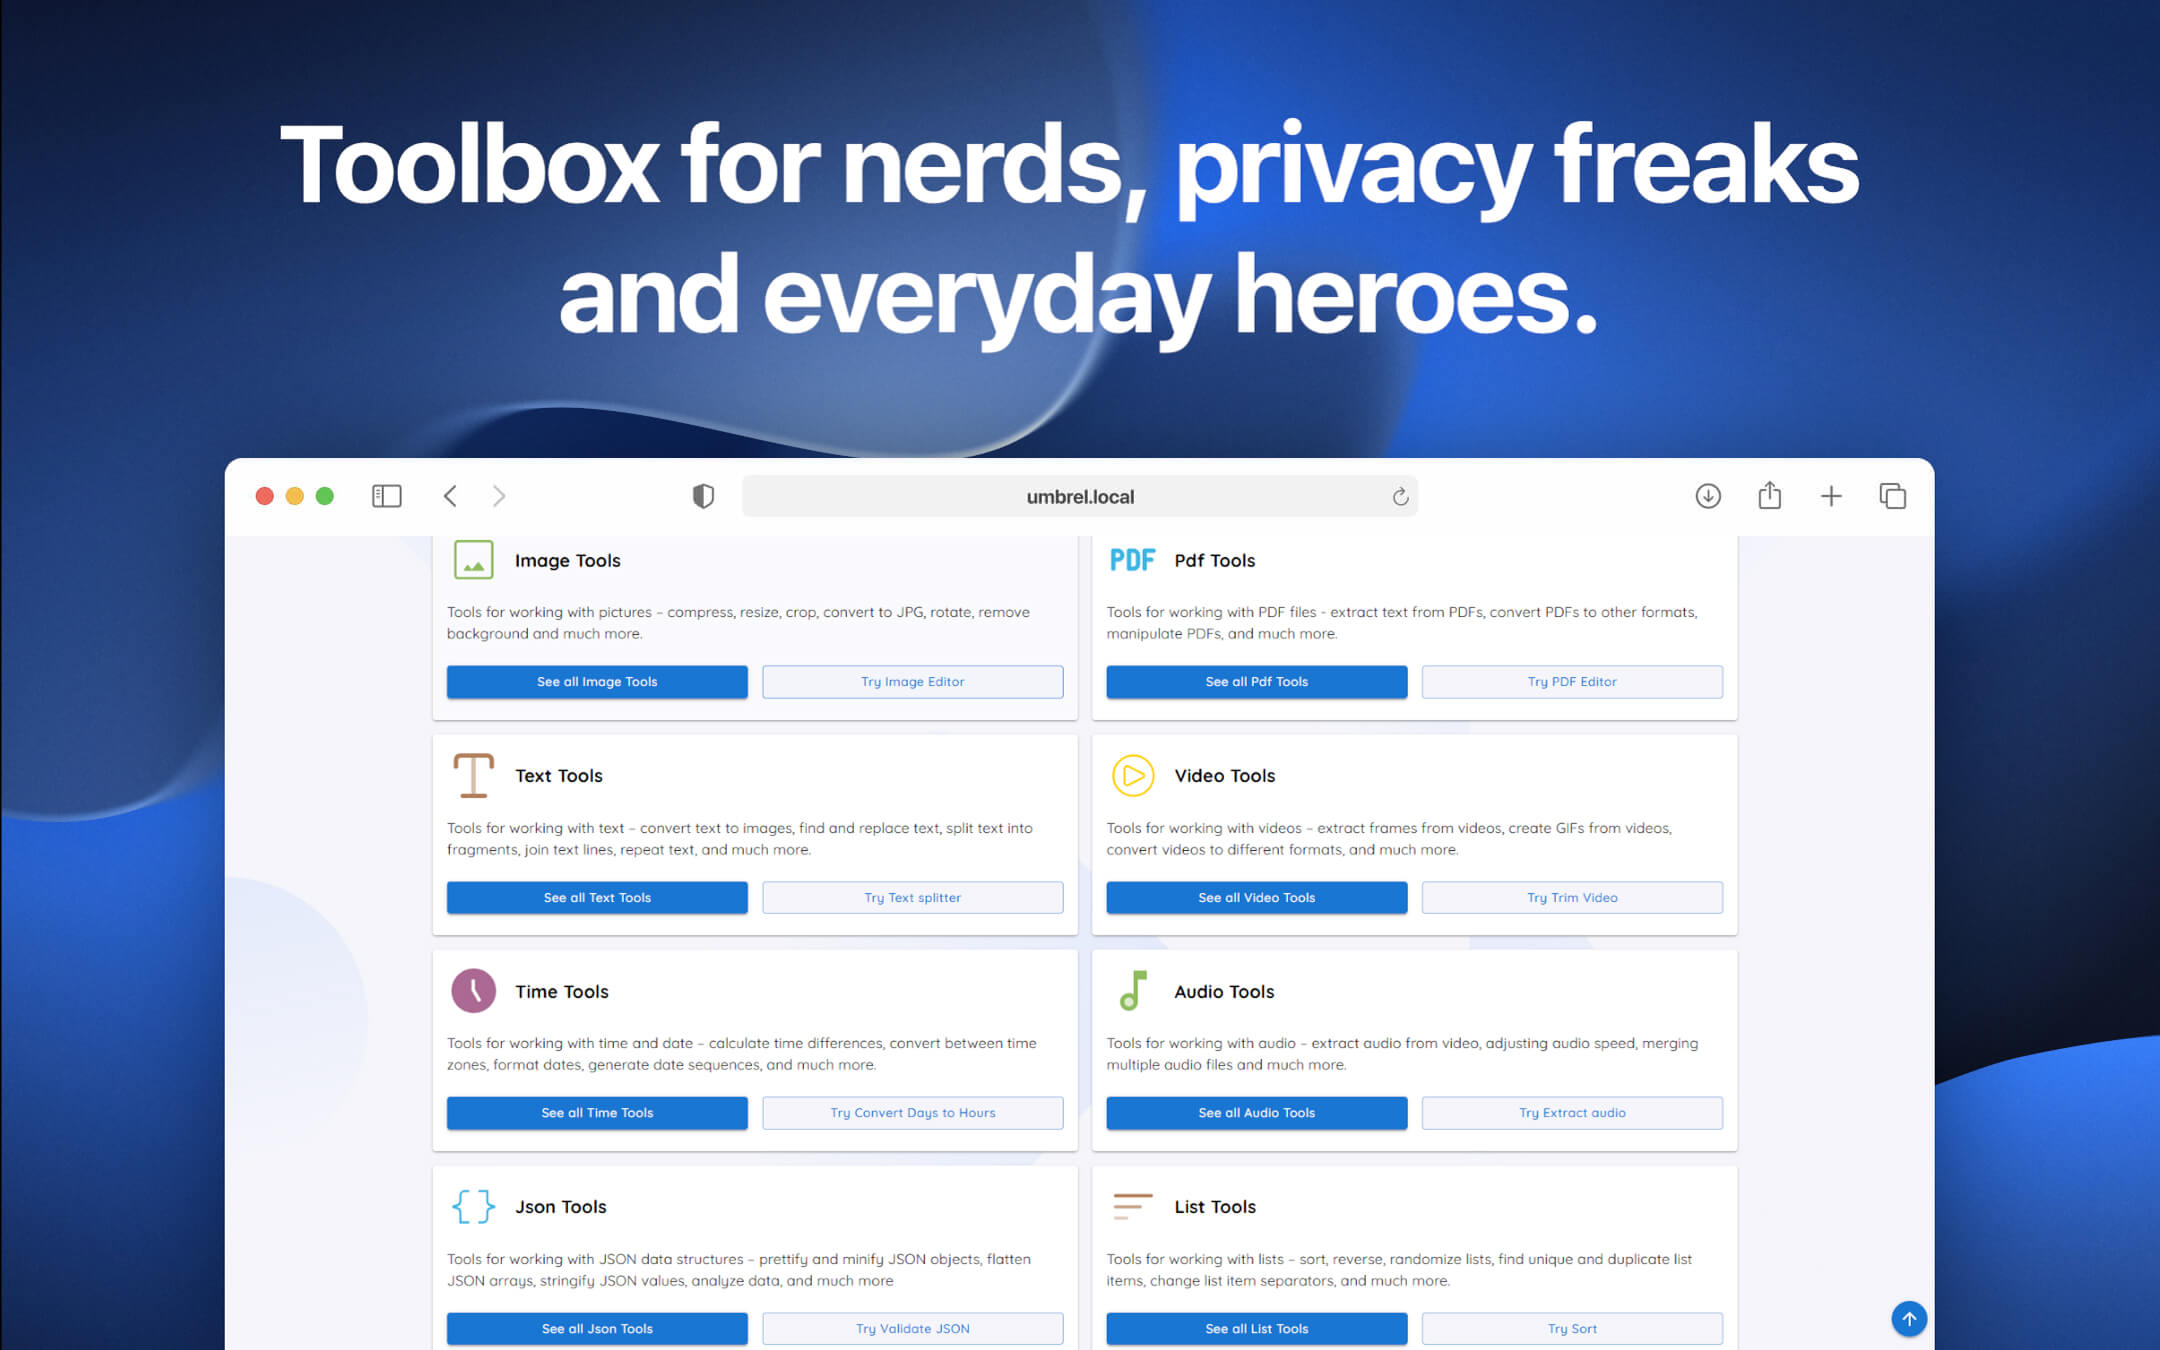 Toolbox for nerds, privacy freaks
and everyday heroes.
umbrel.local
Image Tools
Tools for working with pictures – compress, resize, crop, convert to JPG, rotate, remove
background and much more.
See all Image Tools
Try Image Editor
PDF
Pdf Tools
Tools for working with PDF files - extract text from PDFs, convert PDFs to other formats,
manipulate PDFs, and much more.
See all Pdf Tools
Try PDF Editor
Text Tools
Tools for working with text – convert text to images, find and replace text, split text into
fragments, join text lines, repeat text, and much more.
See all Text Tools
Try Text splitter
Video Tools
Tools for working with videos – extract frames from videos, create GIFs from videos,
convert videos to different formats, and much more.
See all Video Tools
Try Trim Video
Time Tools
Tools for working with time and date – calculate time differences, convert between time
zones, format dates, generate date sequences, and much more.
See all Time Tools
Try Convert Days to Hours
Audio Tools
Tools for working with audio – extract audio from video, adjusting audio speed, merging
multiple audio files and much more.
See all Audio Tools
Try Extract audio
Json Tools
Tools for working with JSON data structures – prettify and minify JSON objects, flatten
JSON arrays, stringify JSON values, analyze data, and much more
See all Json Tools
Try Validate JSON
List Tools
Tools for working with lists – sort, reverse, randomize lists, find unique and duplicate list
items, change list item separators, and much more.
See all List Tools
Try Sort